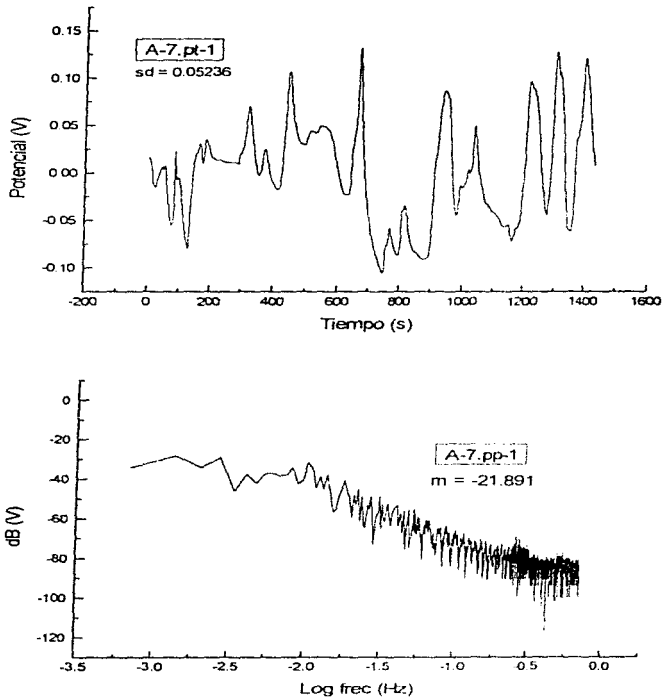 0.15
0.10
0.05
0.00
-0.05
-0.10
Potencial (V)
A-7.pt-1
sd = 0.05236
-200 0 200 400 600 800 1000 1200 1400 1600
Tiempo (s)
0
-20
-40
-60
-80
-100
-120
dB (V)
A-7.pp-1
m = -21.891
-3.5 -3.0 -2.5 -2.0 -1.5 -1.0 -0.5 0.0
Log frec (Hz)